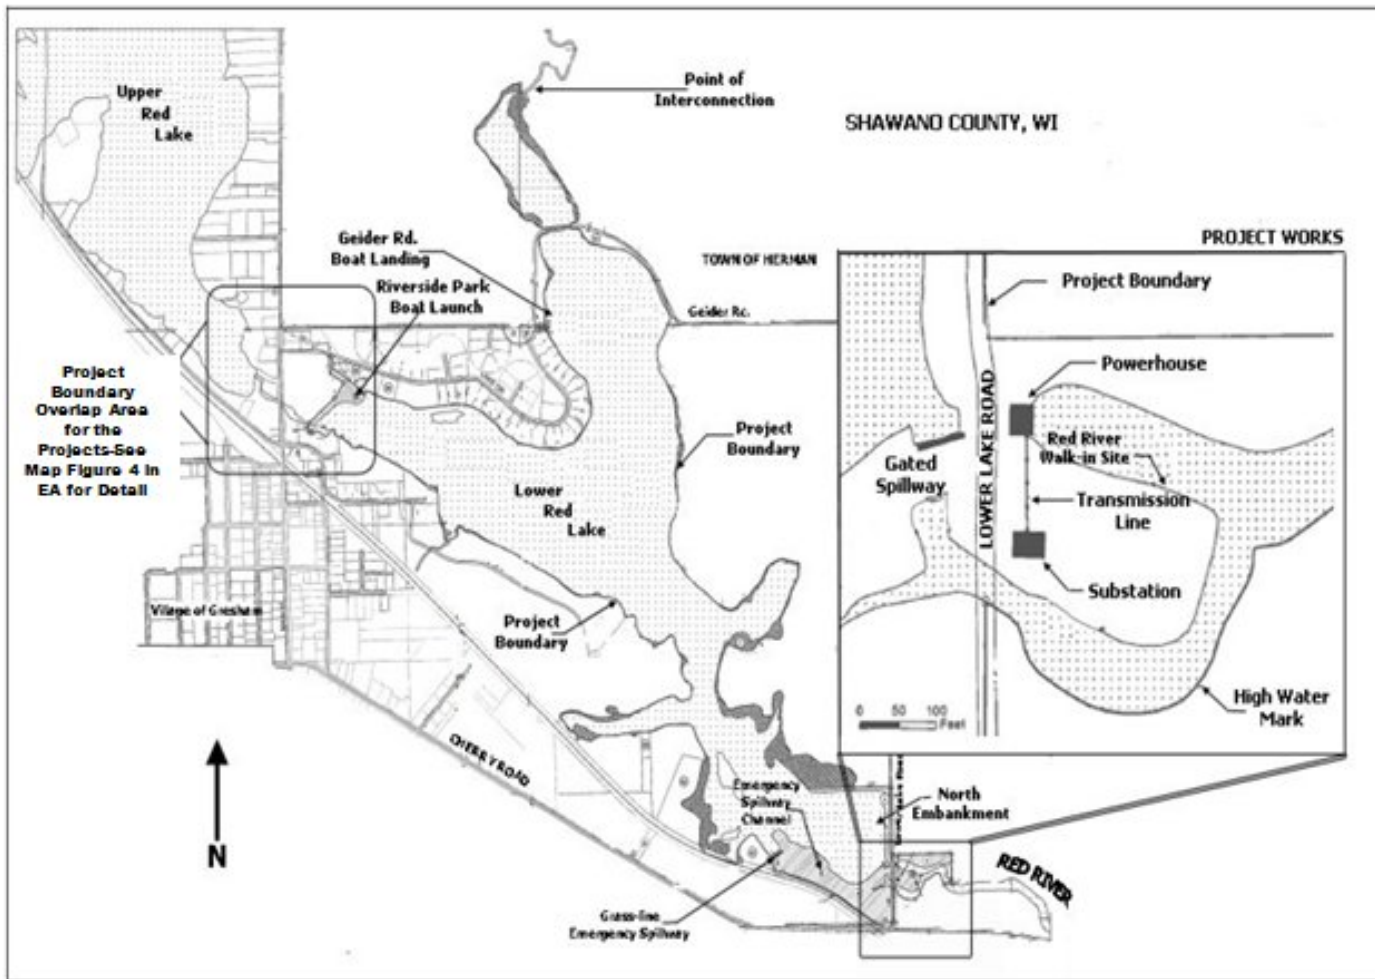 Upper
Red
Lake
Point of
Interconnection
SHAWANO COUNTY, WI
Geider Rd.
Boat Landing
Riverside Park
Boat Launch
TOWN OF HERMAN
Geider Rc.
PROJECT WORKS
Project Boundary
Powerhouse
Red River
Walk-in Site
Gated
Spillway
LOWER LAKE ROAD
Transmission
Line
Substation
High Water
Mark
0 50 100
Feet
Project
Boundary
Overlap Area
for the
Projects-See
Map Figure 4 in
EA for Detail
Project
Boundary
Lower
Red
Lake
Village of Gresham
Project
Boundary
CHERRY ROAD
Emergency
Spillway
Channel
North
Embankment
N
RED RIVER
Grass-line
Emergency Spillway